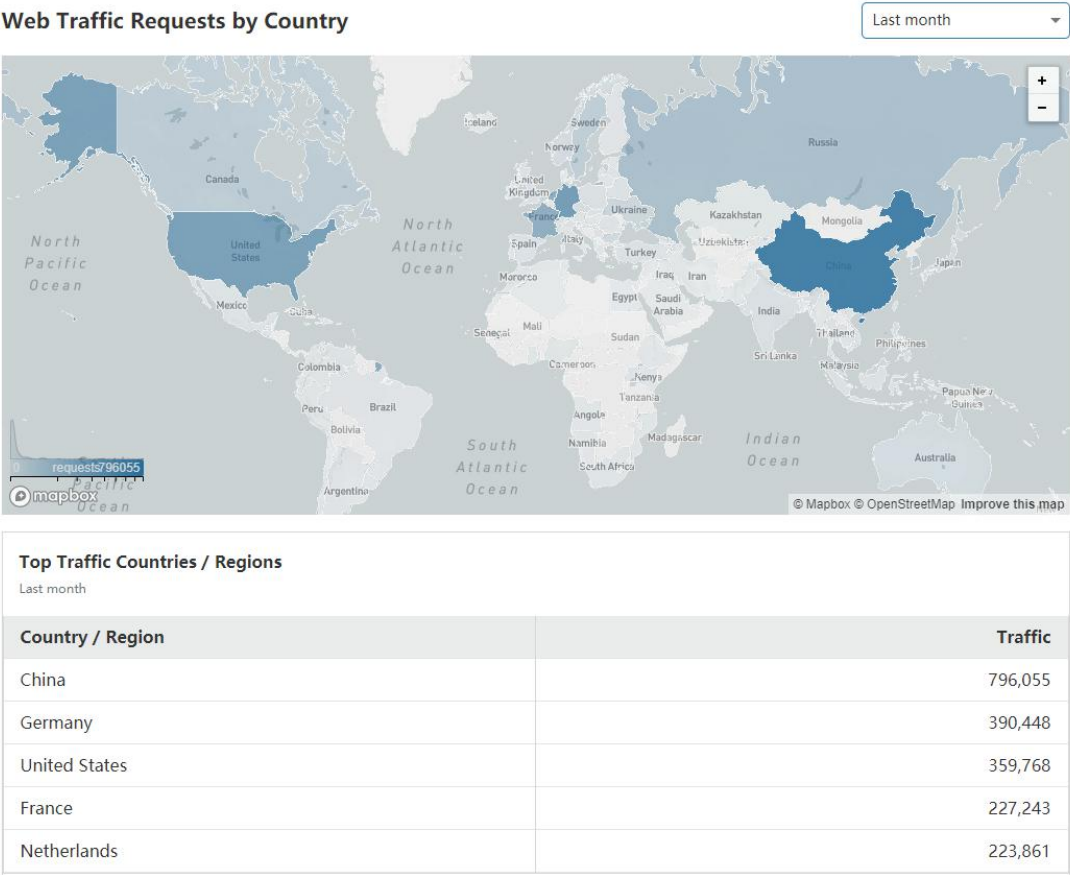 Web Traffic Requests by Country
Last month
+
−
Iceland
Sweden
Norway
Russia
Canada
United
Kingdom
France
Ukraine
Kazakhstan
Mongolia
Uzbekistan
North
Pacific
Ocean
United
States
North
Atlantic
Ocean
Spain
Italy
Turkey
China
Japan
Morocco
Iraq
Iran
Mexico
Cuba
Egypt
Saudi
Arabia
India
Senegal
Mali
Sudan
Thailand
Philippines
Sri Lanka
Colombia
Cameroon
Malaysia
Kenya
Peru
Brazil
Tanzania
Papua New
Guinea
Bolivia
Angola
South
Atlantic
Ocean
Namibia
Madagascar
Indian
Ocean
South Africa
Australia
Argentina
0 requests 796055
Pacific
Ocean
mapbox
© Mapbox © OpenStreetMap Improve this map
Top Traffic Countries / Regions
Last month
Country / Region Traffic
China 796,055
Germany 390,448
United States 359,768
France 227,243
Netherlands 223,861